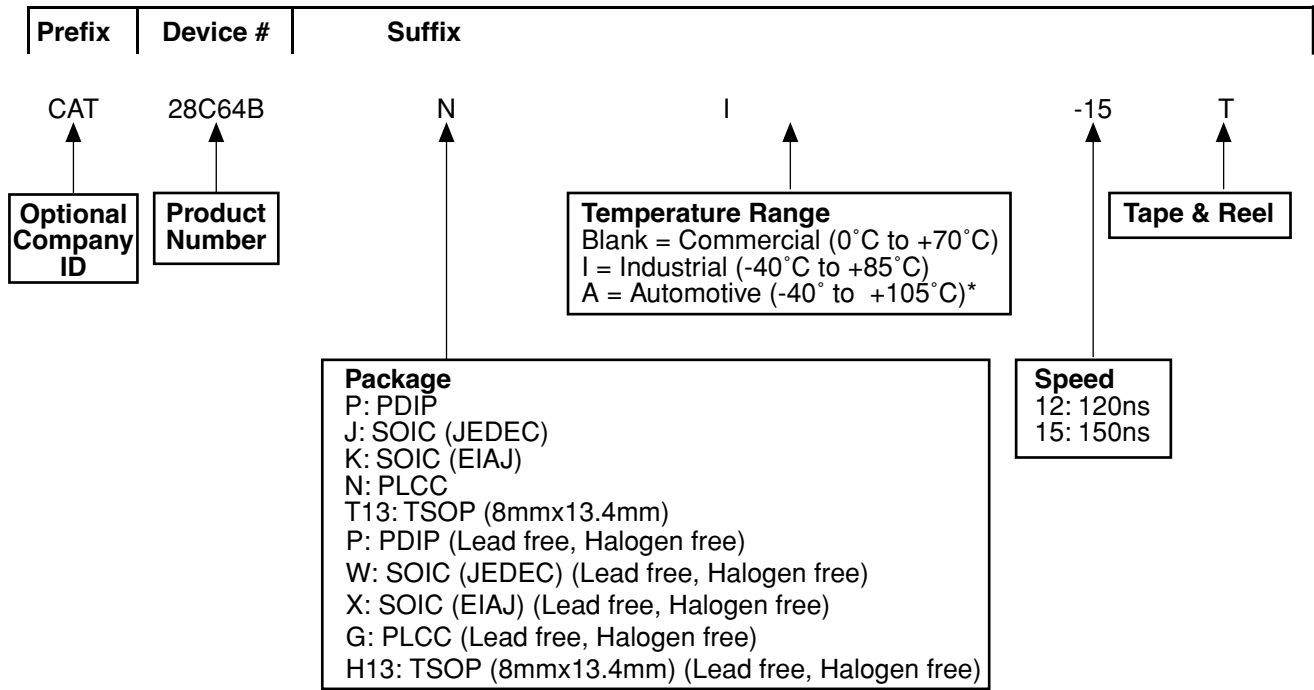 Prefix Device # Suffix
CAT 28C64B N I -15 T
Optional
Company
ID
Product
Number
Temperature Range
Blank = Commercial (0˚C to +70˚C)
I = Industrial (-40˚C to +85˚C)
A = Automotive (-40˚ to +105˚C)*
Tape & Reel
Package
P: PDIP
J: SOIC (JEDEC)
K: SOIC (EIAJ)
N: PLCC
T13: TSOP (8mmx13.4mm)
P: PDIP (Lead free, Halogen free)
W: SOIC (JEDEC) (Lead free, Halogen free)
X: SOIC (EIAJ) (Lead free, Halogen free)
G: PLCC (Lead free, Halogen free)
H13: TSOP (8mmx13.4mm) (Lead free, Halogen free)
Speed
12: 120ns
15: 150ns